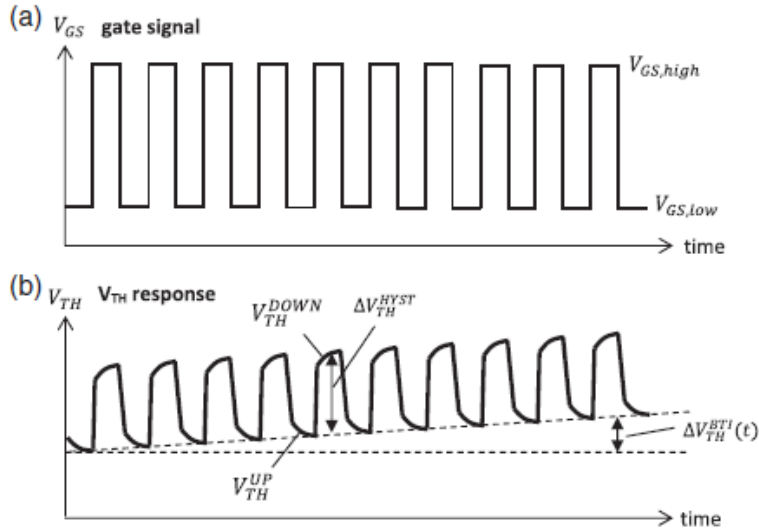 (a)
V_GS gate signal
V_GS,high
V_GS,low
time
(b)
V_TH V_TH response
V_TH^DOWN
ΔV_TH^HYST
ΔV_TH^BTI(t)
V_TH^UP
time